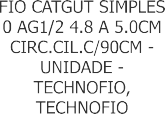 FIO CATGUT SIMPLES
0 AG1/2 4.8 A 5.0CM
CIRC.CIL.C/90CM -
UNIDADE -
TECHNOFIO,
TECHNOFIO